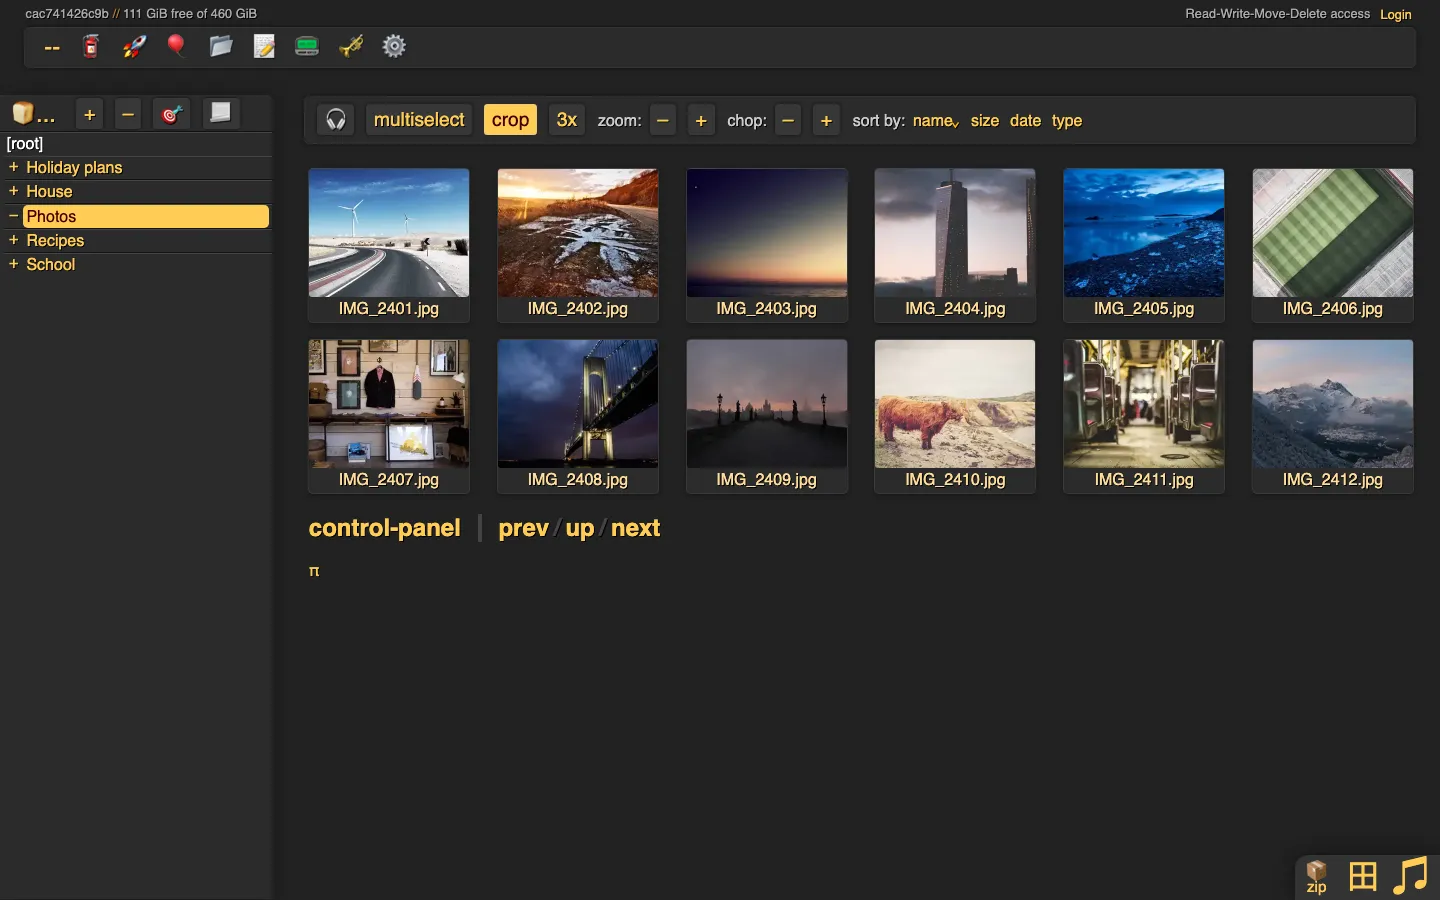 cac741426c9b // 111 GiB free of 460 GiB
Read-Write-Move-Delete access Login
--
... + −
[root]
+ Holiday plans
+ House
− Photos
+ Recipes
+ School
multiselect crop 3x zoom: − + chop: − + sort by: name size date type
IMG_2401.jpg IMG_2402.jpg IMG_2403.jpg IMG_2404.jpg IMG_2405.jpg IMG_2406.jpg
IMG_2407.jpg IMG_2408.jpg IMG_2409.jpg IMG_2410.jpg IMG_2411.jpg IMG_2412.jpg
control-panel prev / up / next
π
zip